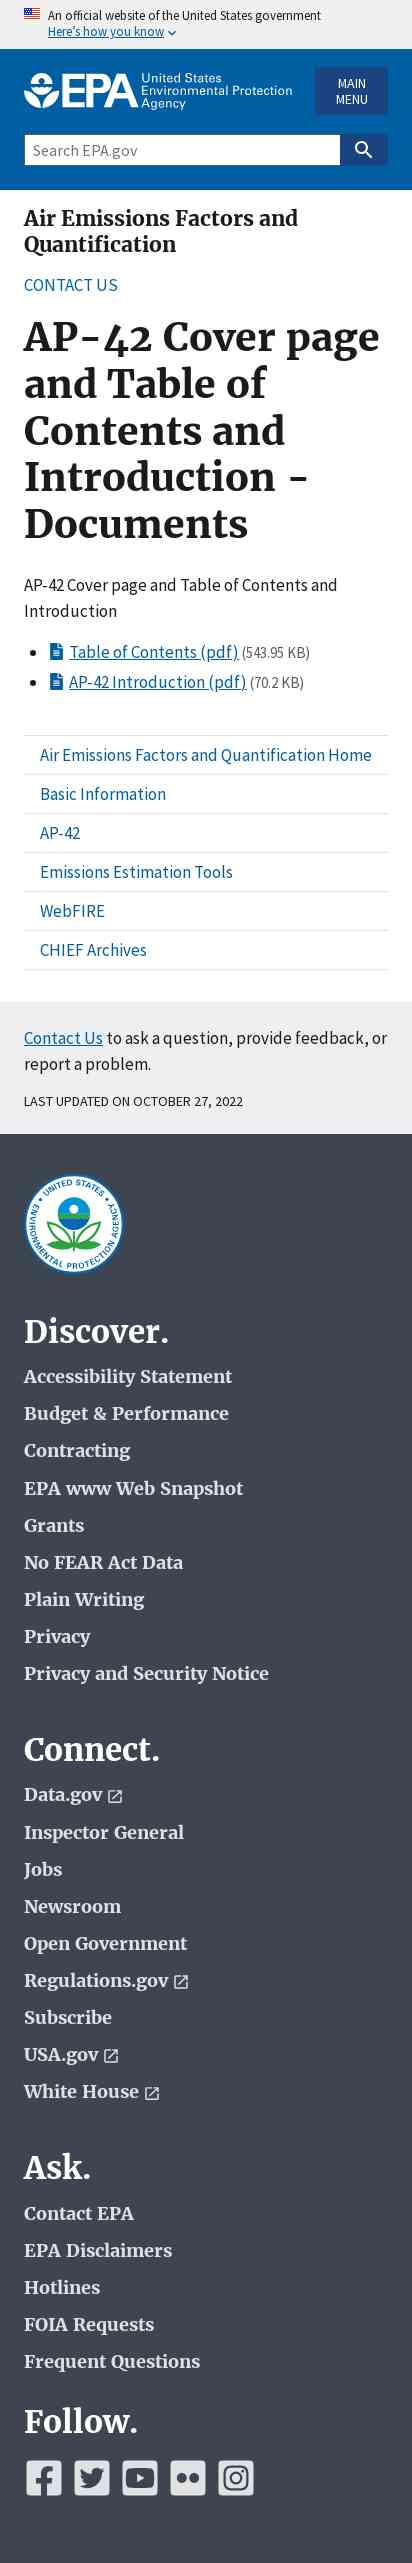 An official website of the United States government
Here's how you know
EPA United States
Environmental Protection
Agency
MAIN
MENU
Search EPA.gov
Air Emissions Factors and
Quantification
CONTACT US
AP-42 Cover page
and Table of
Contents and
Introduction -
Documents
AP-42 Cover page and Table of Contents and
Introduction
Table of Contents (pdf) (543.95 KB)
AP-42 Introduction (pdf) (70.2 KB)
Air Emissions Factors and Quantification Home
Basic Information
AP-42
Emissions Estimation Tools
WebFIRE
CHIEF Archives
Contact Us to ask a question, provide feedback, or
report a problem.
LAST UPDATED ON OCTOBER 27, 2022
UNITED STATES
ENVIRONMENTAL PROTECTION AGENCY
Discover.
Accessibility Statement
Budget & Performance
Contracting
EPA www Web Snapshot
Grants
No FEAR Act Data
Plain Writing
Privacy
Privacy and Security Notice
Connect.
Data.gov
Inspector General
Jobs
Newsroom
Open Government
Regulations.gov
Subscribe
USA.gov
White House
Ask.
Contact EPA
EPA Disclaimers
Hotlines
FOIA Requests
Frequent Questions
Follow.